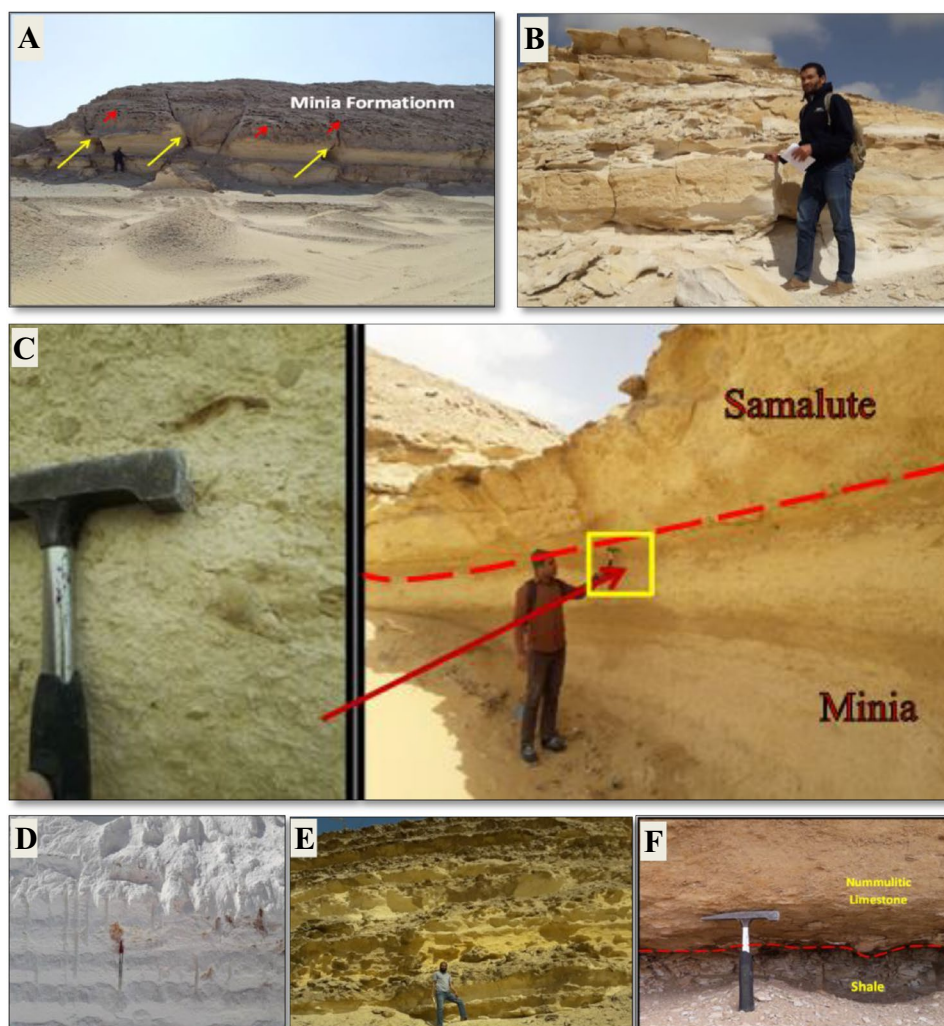 A
Minia Formationm
B
C
Samalute
Minia
D
E
F
Nummulitic
Limestone
Shale